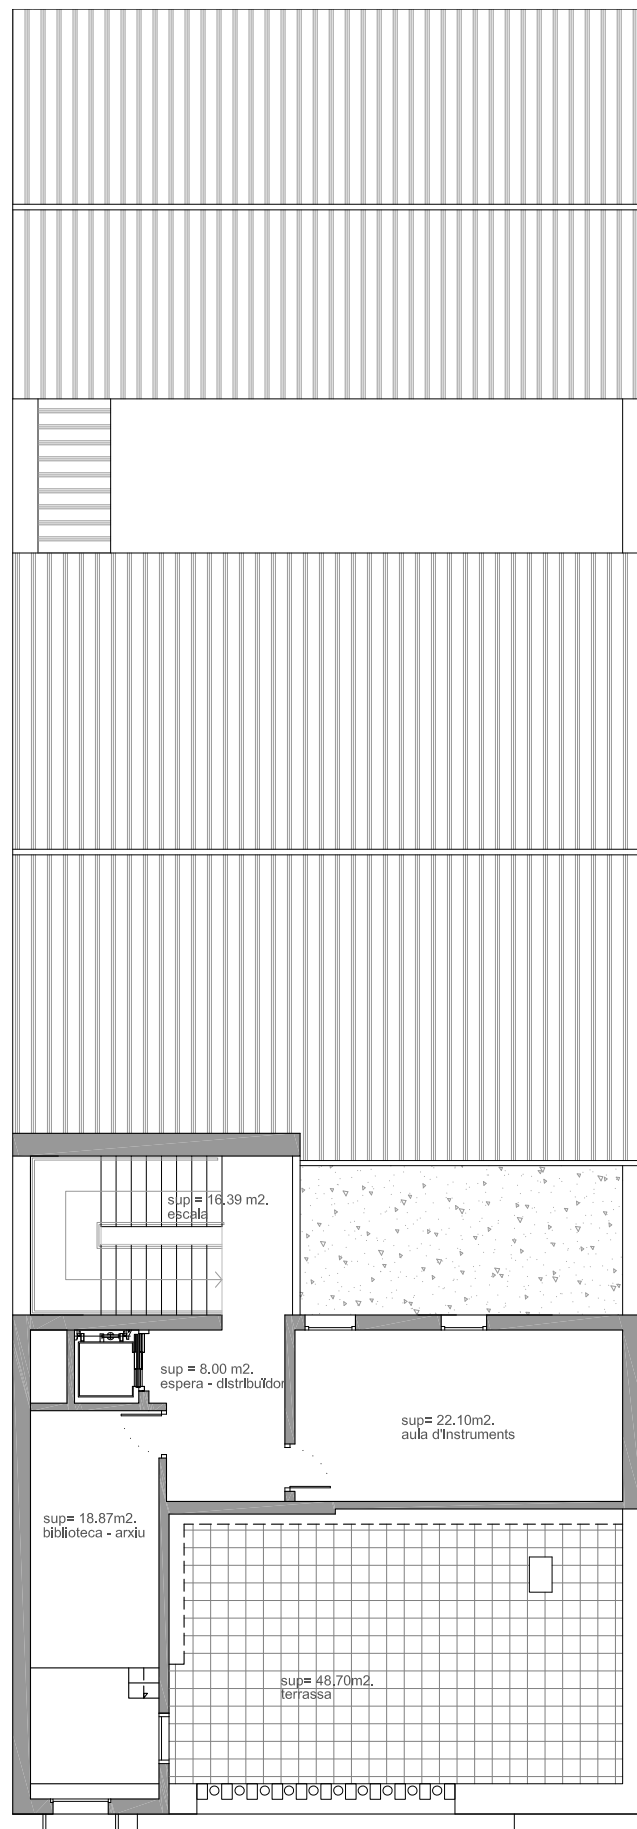 sup = 16.39 m2.
escala
sup = 8.00 m2.
espera - distribuïdor
sup= 22.10m2.
aula d'instruments
sup= 18.87m2.
biblioteca - arxiu
sup= 48.70m2.
terrassa